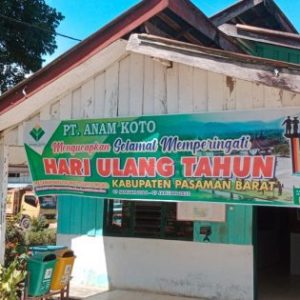 PT. ANAM KOTO
Mengucapkan Selamat Memperingati
HARI ULANG TAHUN
KABUPATEN PASAMAN BARAT